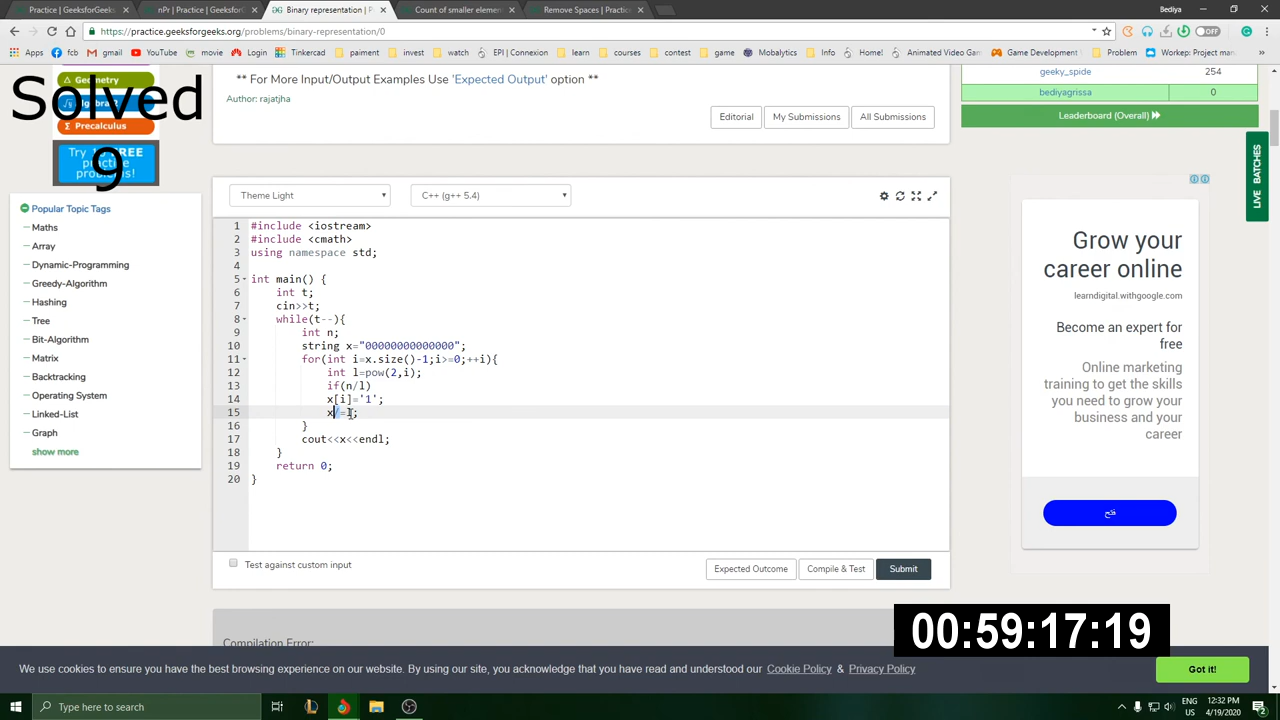 Practice | GeeksforGeeks
nPr | Practice | GeeksforG
Binary representation | P
Count of smaller elemen
Remove Spaces | Practic
Bediya
https://practice.geeksforgeeks.org/problems/binary-representation/0
Apps
fcb
gmail
YouTube
movie
LogIn
Tinkercad
paiment
invest
watch
EPI | Connexion
learn
courses
contest
game
Mobalytics
Home!
Animated Video Gam
Game Development
Problem
Workep: Project man
** For More Input/Output Examples Use 'Expected Output' option **
Author: rajatjha
Editorial
My Submissions
All Submissions
geeky_spide 254
bediyagrissa 0
Leaderboard (Overall)
Solved
9
Geometry
Precalculus
Try FREE
practice
problems!
LIVE BATCHES
Popular Topic Tags
Maths
Array
Dynamic-Programming
Greedy-Algorithm
Hashing
Tree
Bit-Algorithm
Matrix
Backtracking
Operating System
Linked-List
Graph
show more
Theme Light
C++ (g++ 5.4)
1 #include <iostream>
2 #include <cmath>
3 using namespace std;
4
5 int main() {
6 int t;
7 cin>>t;
8 while(t--){
9 int n;
10 string x="00000000000000";
11 for(int i=x.size()-1;i>=0;++i){
12 int l=pow(2,i);
13 if(n/l)
14 x[i]='1';
15 x/=l;
16 }
17 cout<<x<<endl;
18 }
19 return 0;
20 }
Test against custom input
Expected Outcome
Compile & Test
Submit
Compilation Error:
Grow your
career online
learndigital.withgoogle.com
Become an expert for
free
Online marketing
training to get the skills
you need to grow your
business and your
career
فتح
00:59:17:19
We use cookies to ensure you have the best browsing experience on our website. By using our site, you acknowledge that you have read and understood our Cookie Policy & Privacy Policy
Got it!
Type here to search
ENG
US
12:32 PM
4/19/2020
2